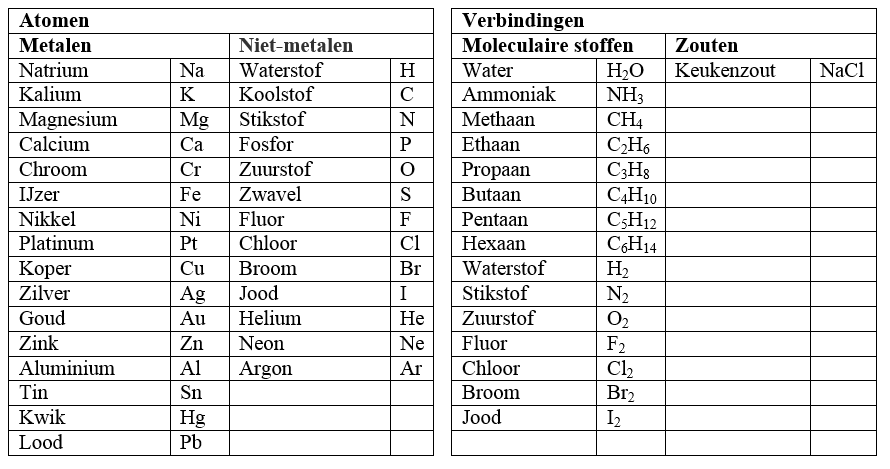 Atomen
Metalen Niet-metalen
Natrium Na Waterstof H
Kalium K Koolstof C
Magnesium Mg Stikstof N
Calcium Ca Fosfor P
Chroom Cr Zuurstof O
IJzer Fe Zwavel S
Nikkel Ni Fluor F
Platinum Pt Chloor Cl
Koper Cu Broom Br
Zilver Ag Jood I
Goud Au Helium He
Zink Zn Neon Ne
Aluminium Al Argon Ar
Tin Sn
Kwik Hg
Lood Pb
Verbindingen
Moleculaire stoffen Zouten
Water H₂O Keukenzout NaCl
Ammoniak NH₃
Methaan CH₄
Ethaan C₂H₆
Propaan C₃H₈
Butaan C₄H₁₀
Pentaan C₅H₁₂
Hexaan C₆H₁₄
Waterstof H₂
Stikstof N₂
Zuurstof O₂
Fluor F₂
Chloor Cl₂
Broom Br₂
Jood I₂